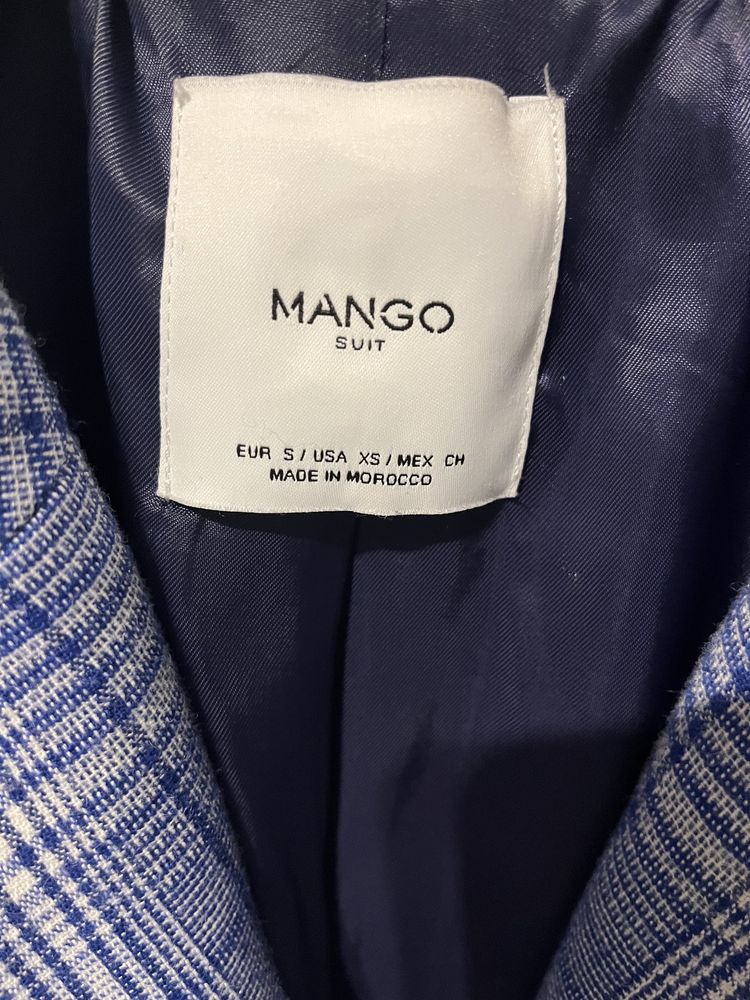 MANGO
SUIT
EUR S / USA XS / MEX CH
MADE IN MOROCCO